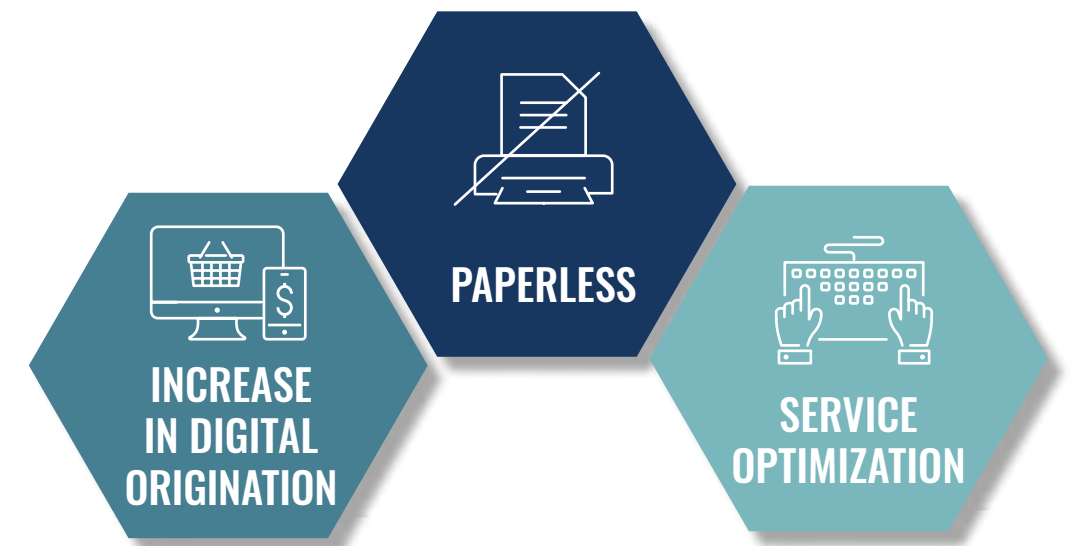 PAPERLESS
INCREASE
IN DIGITAL
ORIGINATION
$
SERVICE
OPTIMIZATION